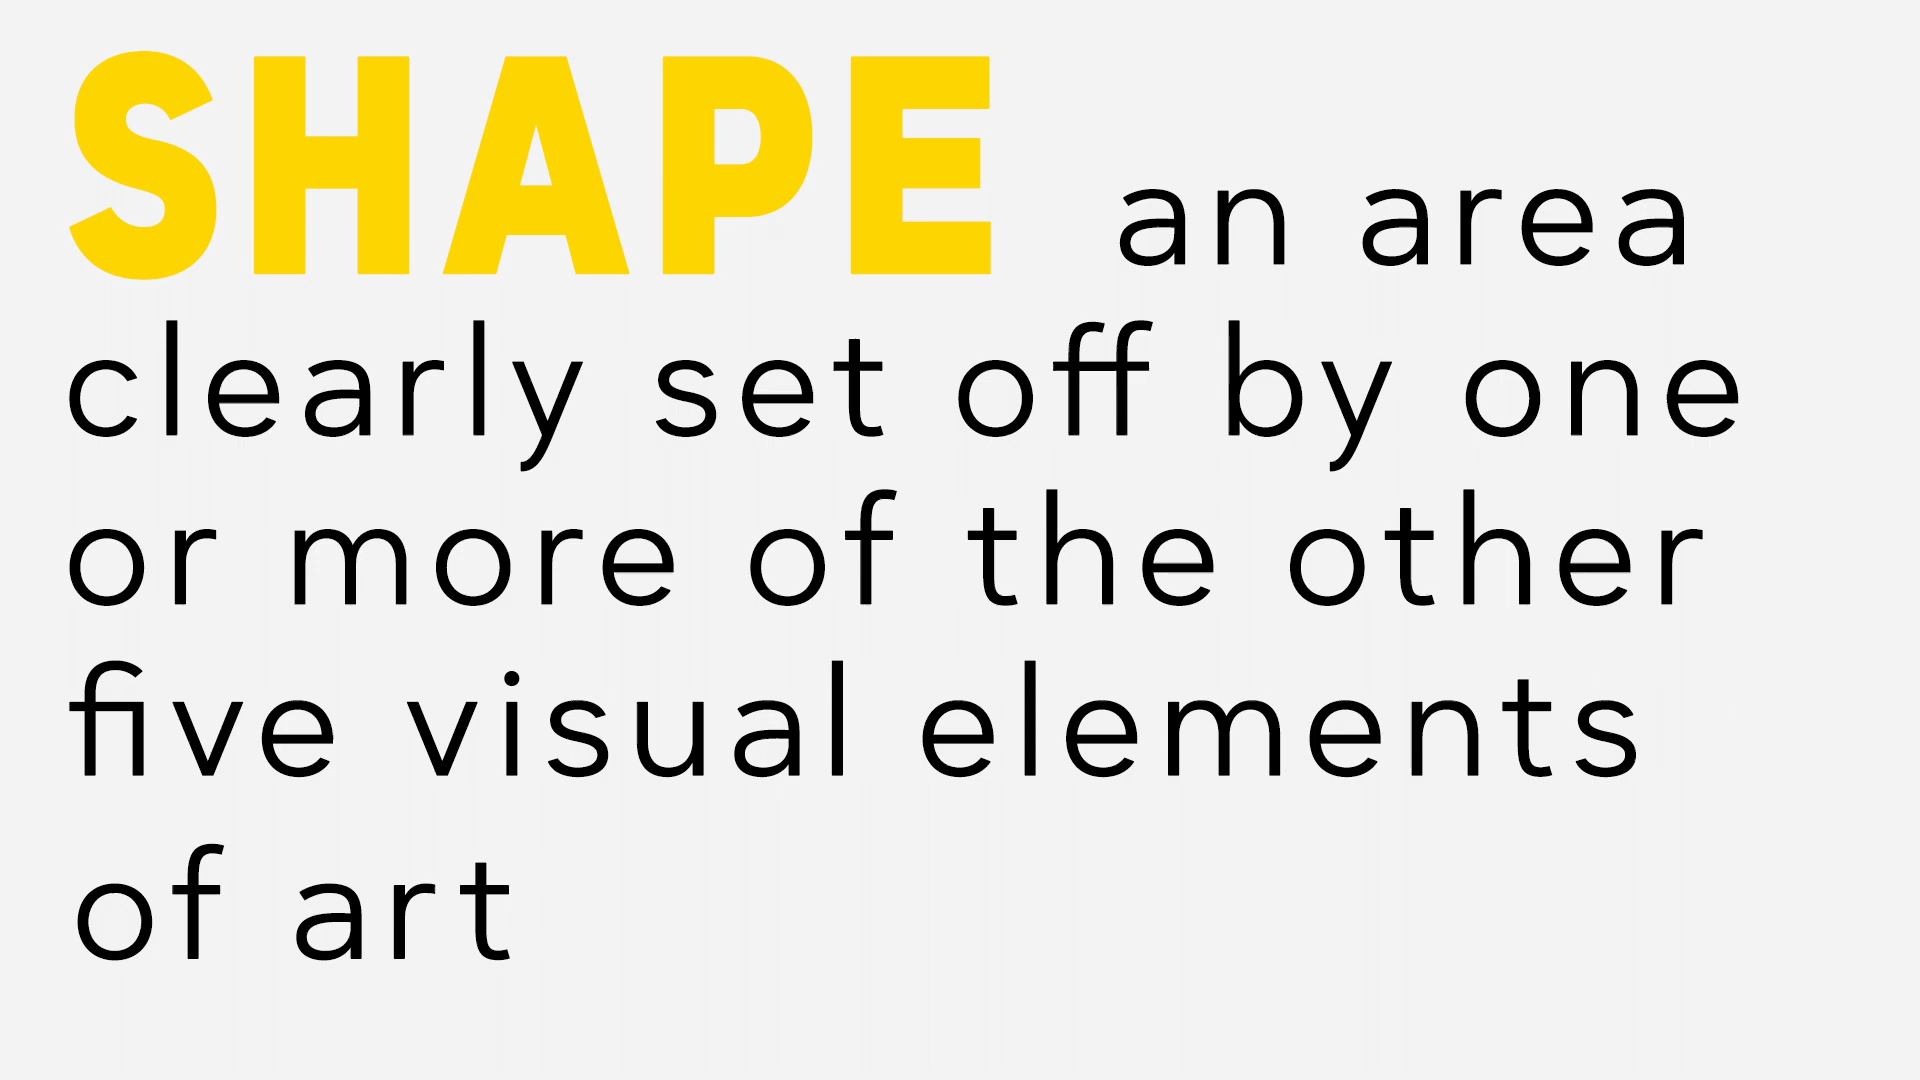 SHAPE an area
clearly set off by one
or more of the other
five visual elements
of art